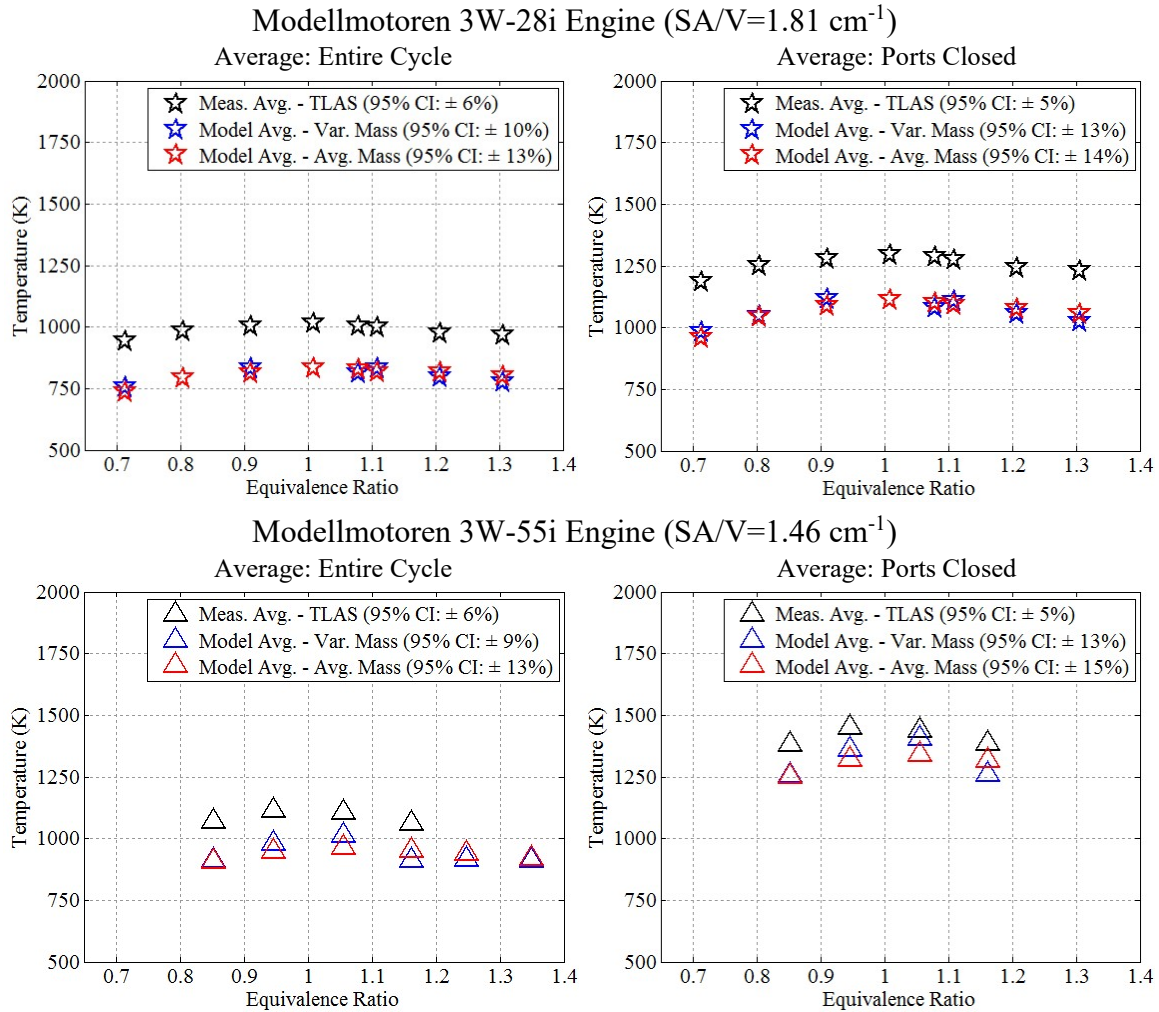 Modellmotoren 3W-28i Engine (SA/V=1.81 cm⁻¹)
Average: Entire Cycle
Temperature (K)
2000
1750
1500
1250
1000
750
500
Meas. Avg. - TLAS (95% CI: ± 6%)
Model Avg. - Var. Mass (95% CI: ± 10%)
Model Avg. - Avg. Mass (95% CI: ± 13%)
0.7 0.8 0.9 1 1.1 1.2 1.3 1.4
Equivalence Ratio
Average: Ports Closed
Temperature (K)
2000
1750
1500
1250
1000
750
500
Meas. Avg. - TLAS (95% CI: ± 5%)
Model Avg. - Var. Mass (95% CI: ± 13%)
Model Avg. - Avg. Mass (95% CI: ± 14%)
0.7 0.8 0.9 1 1.1 1.2 1.3 1.4
Equivalence Ratio
Modellmotoren 3W-55i Engine (SA/V=1.46 cm⁻¹)
Average: Entire Cycle
Temperature (K)
2000
1750
1500
1250
1000
750
500
Meas. Avg. - TLAS (95% CI: ± 6%)
Model Avg. - Var. Mass (95% CI: ± 9%)
Model Avg. - Avg. Mass (95% CI: ± 13%)
0.7 0.8 0.9 1 1.1 1.2 1.3 1.4
Equivalence Ratio
Average: Ports Closed
Temperature (K)
2000
1750
1500
1250
1000
750
500
Meas. Avg. - TLAS (95% CI: ± 5%)
Model Avg. - Var. Mass (95% CI: ± 13%)
Model Avg. - Avg. Mass (95% CI: ± 15%)
0.7 0.8 0.9 1 1.1 1.2 1.3 1.4
Equivalence Ratio